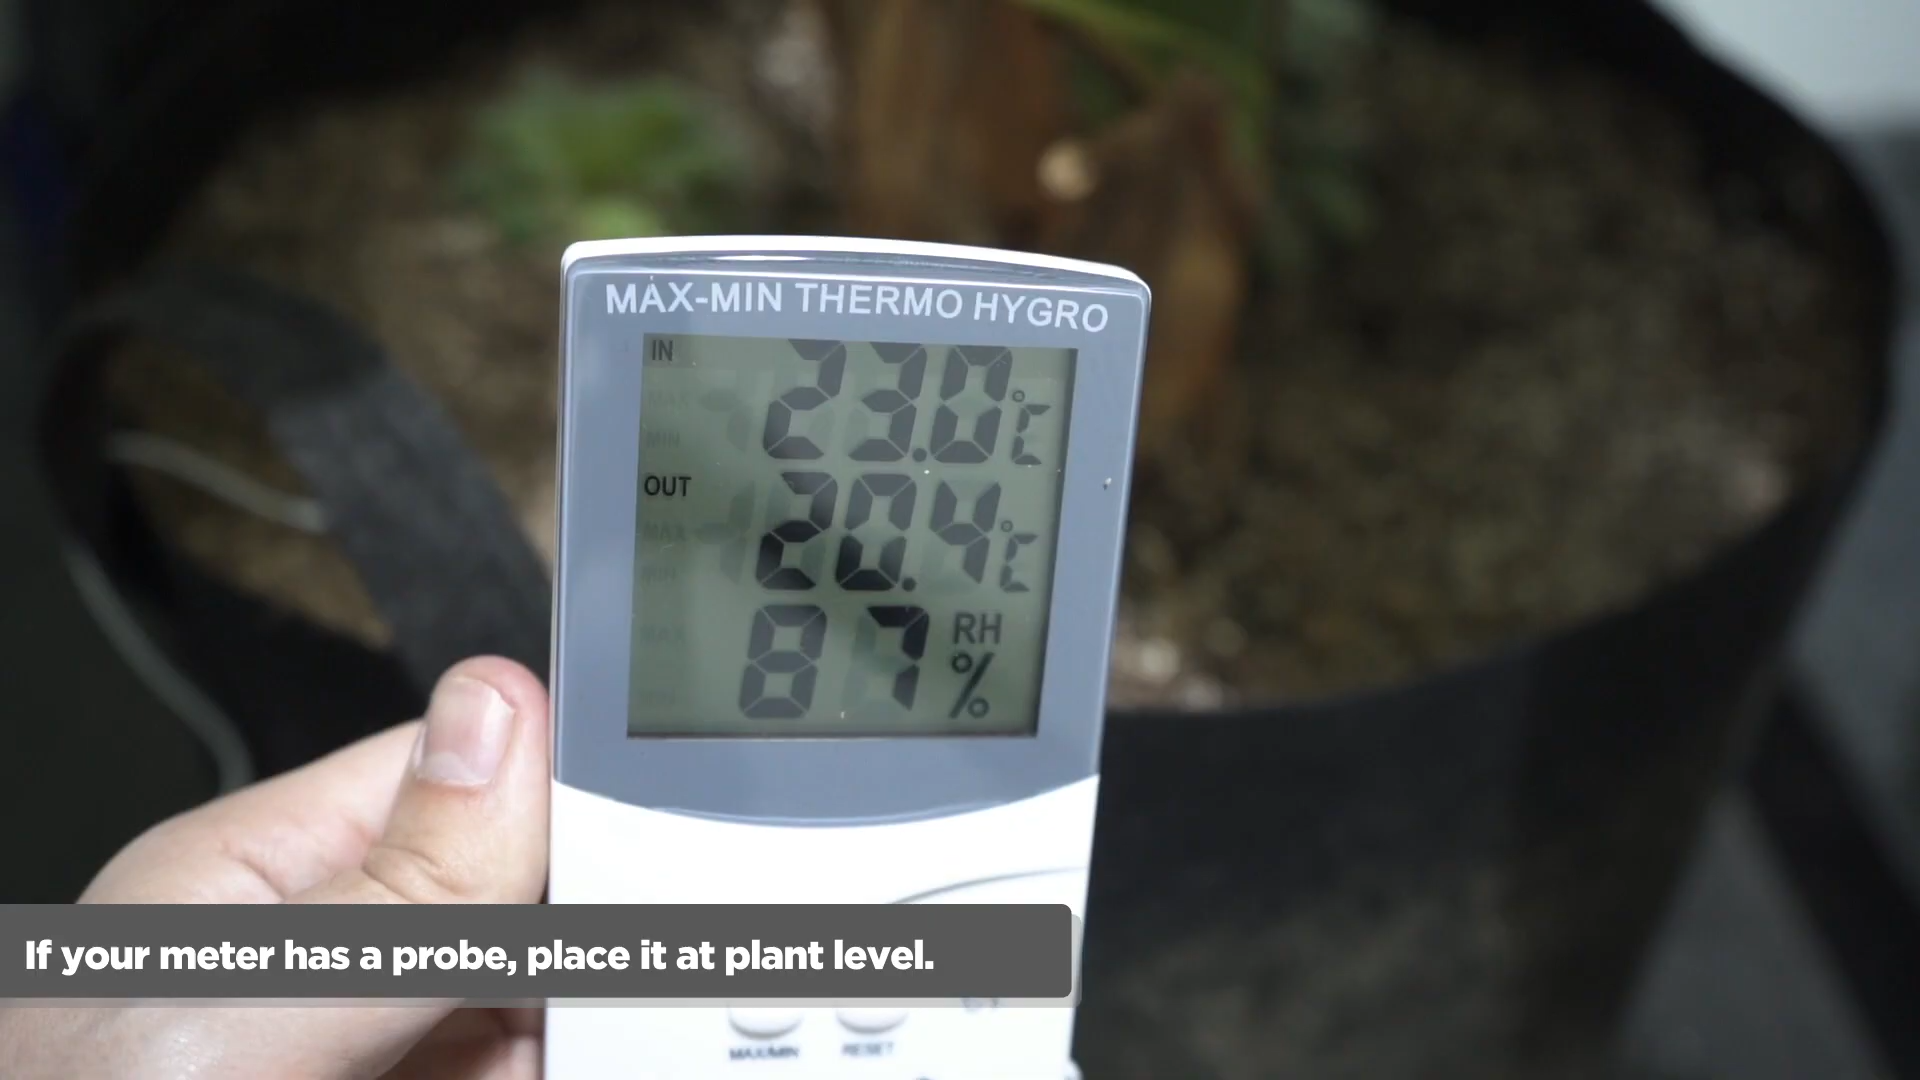 MAX-MIN THERMO HYGRO
IN 23.0 °C
OUT 20.4 °C
87 RH %
If your meter has a probe, place it at plant level.
MAX/MIN RESET